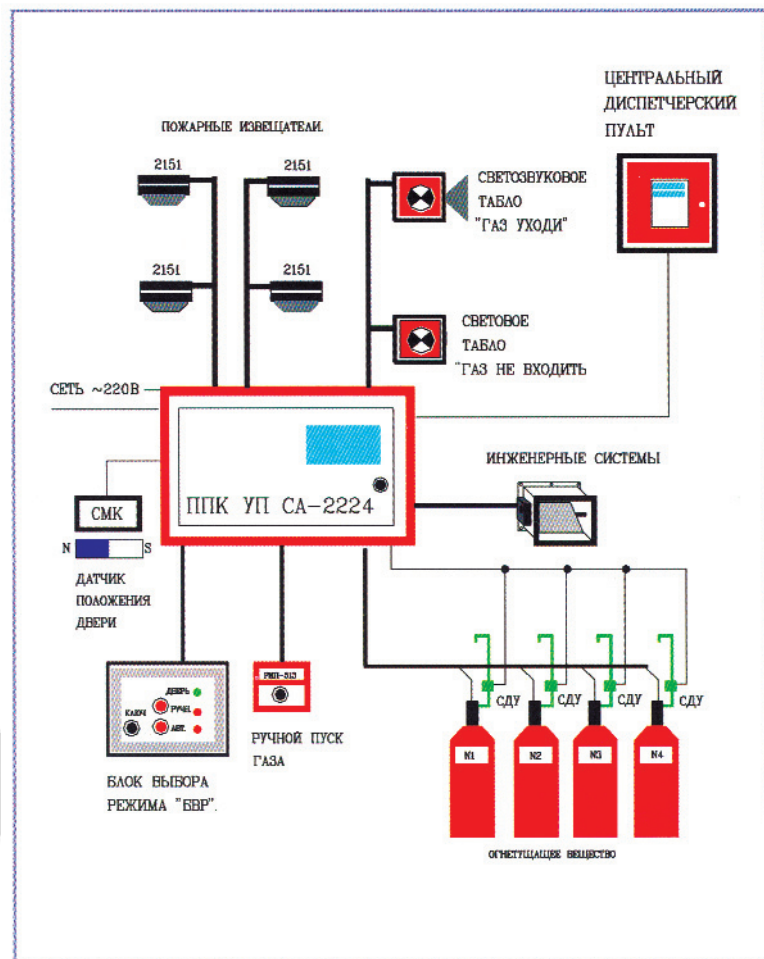 ЦЕНТРАЛЬНЫЙ
ДИСПЕТЧЕРСКИЙ
ПУЛЬТ
ПОЖАРНЫЕ ИЗВЕЩАТЕЛИ.
2151
2151
СВЕТОЗВУКОВОЕ
ТАБЛО
"ГАЗ УХОДИ"
2151
2151
СВЕТОВОЕ
ТАБЛО
"ГАЗ НЕ ВХОДИТЬ
СЕТЬ ~220В
ИНЖЕНЕРНЫЕ СИСТЕМЫ
ППК УП СА-2224
СМК
N S
ДАТЧИК
ПОЛОЖЕНИЯ
ДВЕРИ
ДВЕРЬ
КЛЮЧ
РУЧН.
АВТ.
БЛОК ВЫБОРА
РЕЖИМА "БВР".
РУЧНОЙ ПУСК
ГАЗА
СДУ СДУ СДУ СДУ
N1 N2 N3 N4
ОГНЕТУЩАЩЕЕ ВЕЩЕСТВО